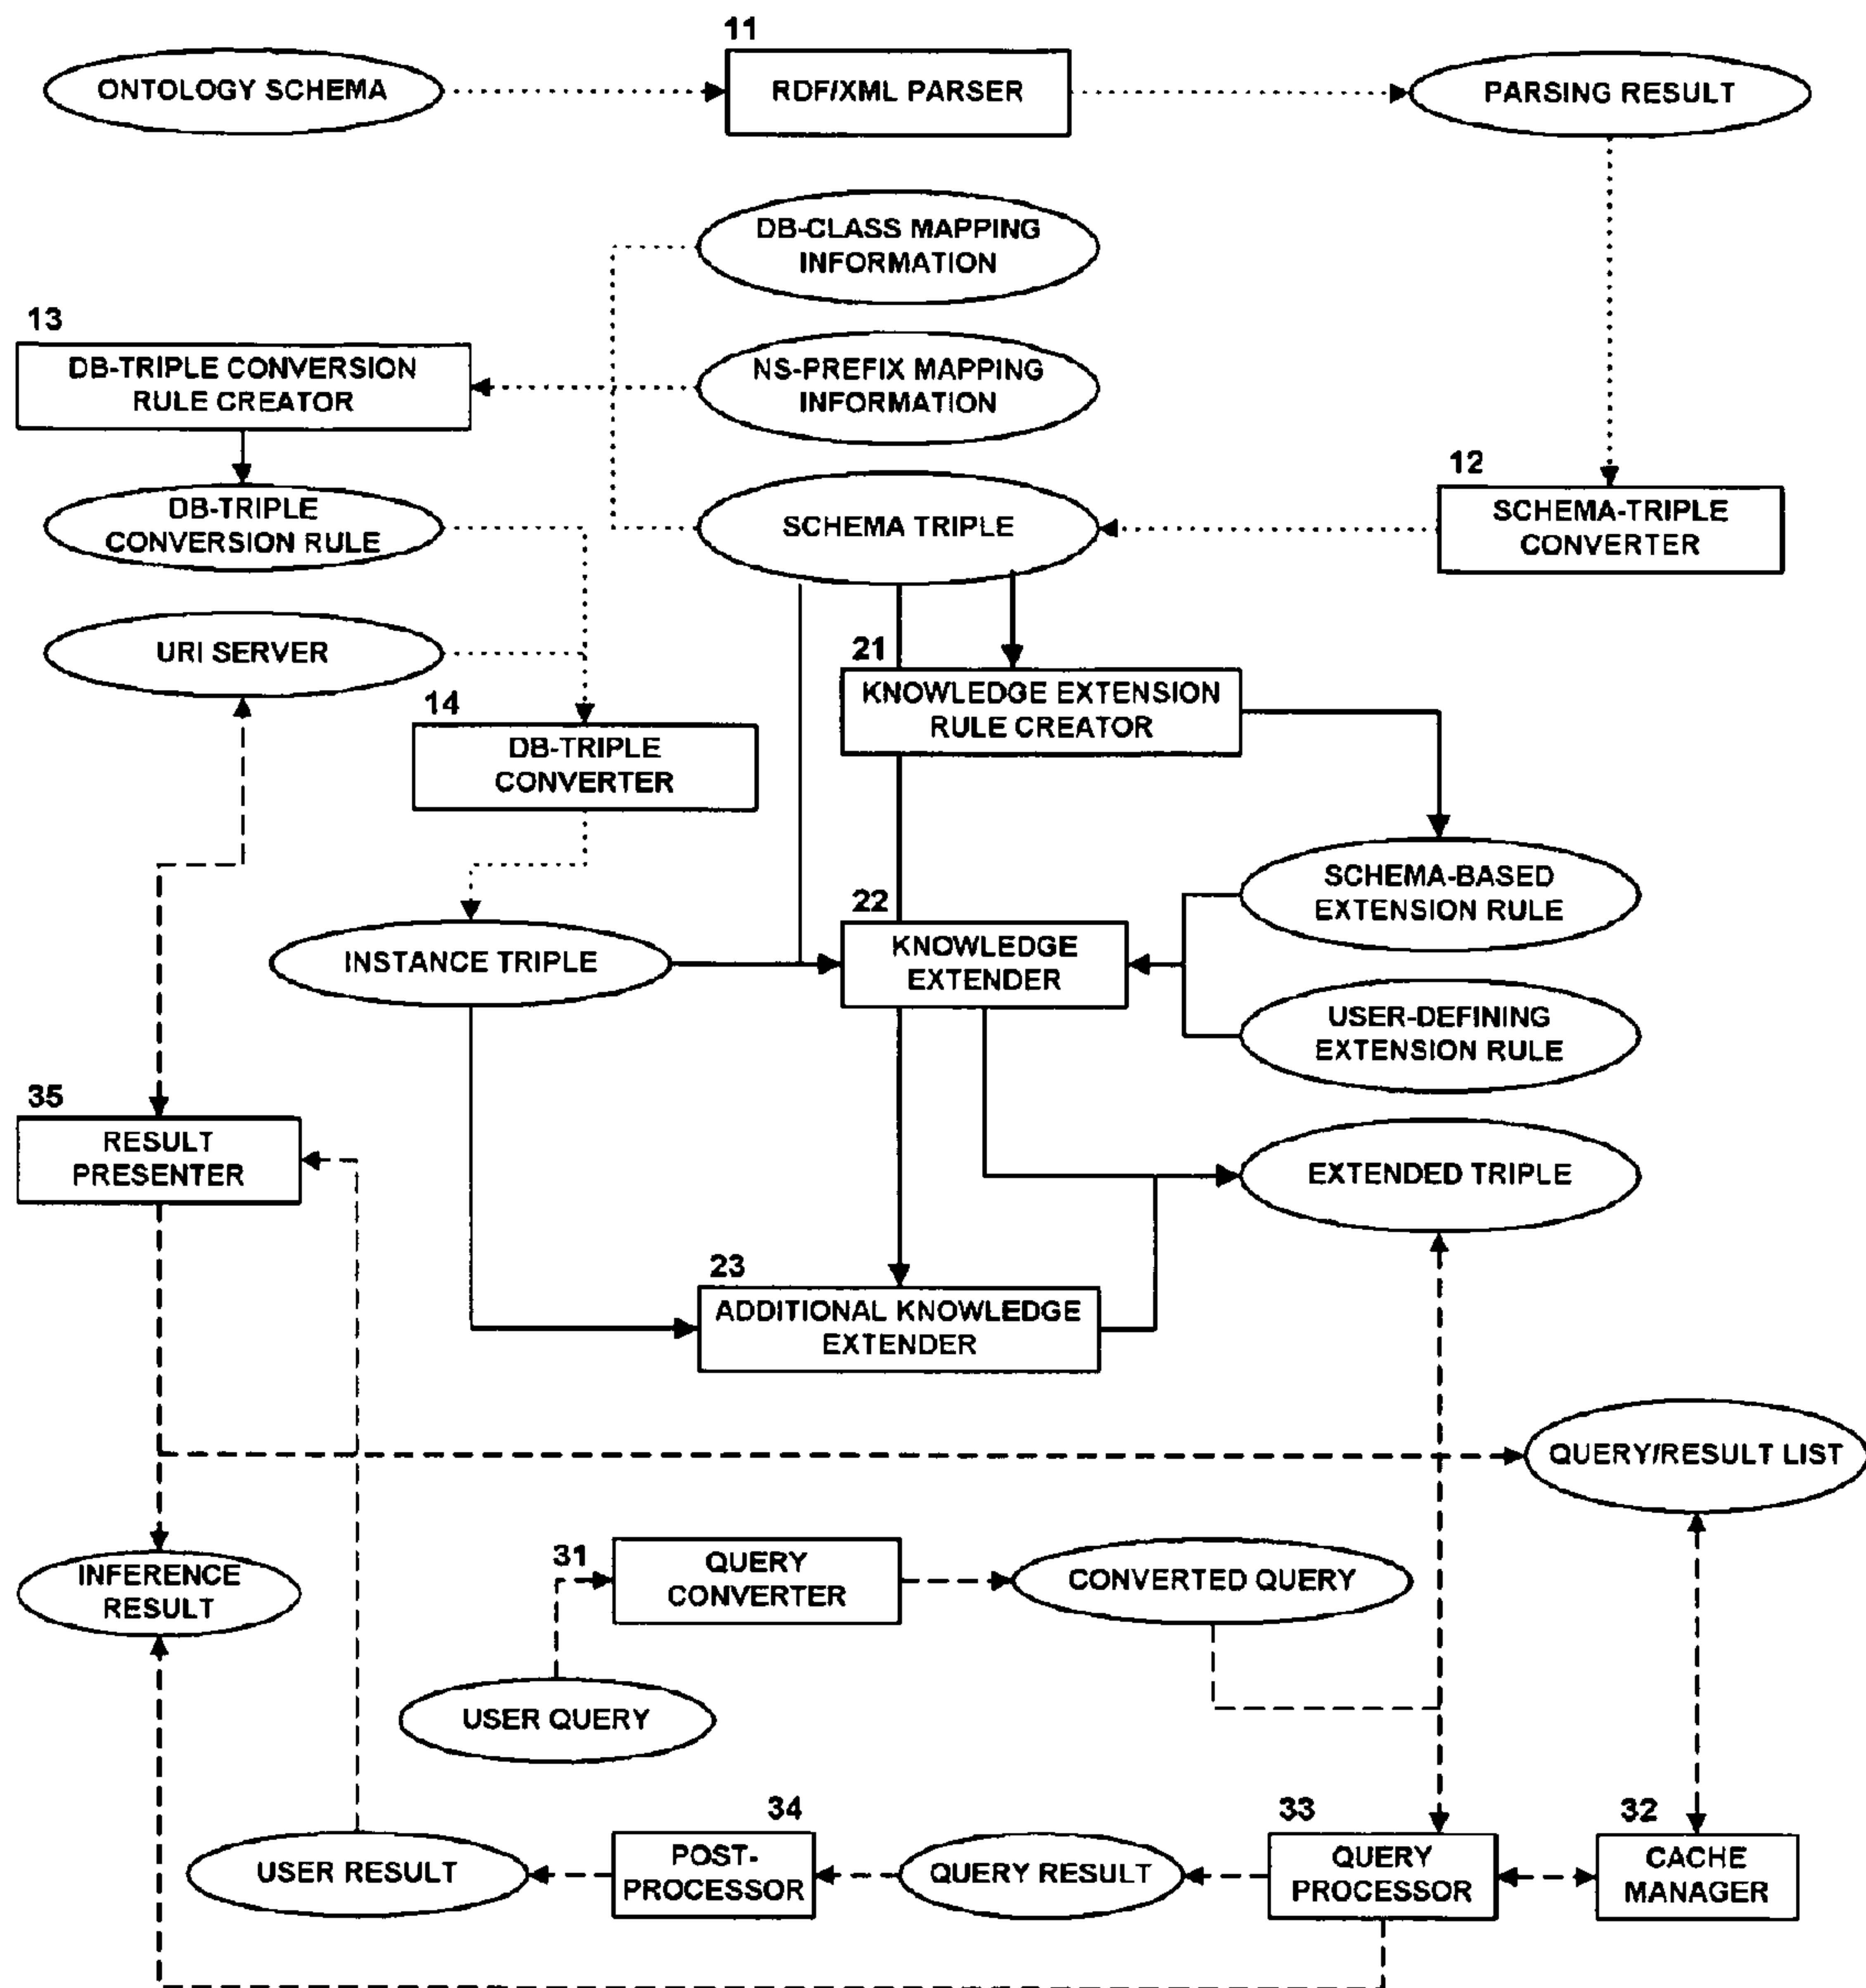 11
ONTOLOGY SCHEMA
RDF/XML PARSER
PARSING RESULT
DB-CLASS MAPPING
INFORMATION
13
DB-TRIPLE CONVERSION
RULE CREATOR
NS-PREFIX MAPPING
INFORMATION
12
DB-TRIPLE
CONVERSION RULE
SCHEMA TRIPLE
SCHEMA-TRIPLE
CONVERTER
URI SERVER
21
KNOWLEDGE EXTENSION
RULE CREATOR
14
DB-TRIPLE
CONVERTER
SCHEMA-BASED
EXTENSION RULE
22
INSTANCE TRIPLE
KNOWLEDGE
EXTENDER
USER-DEFINING
EXTENSION RULE
35
RESULT
PRESENTER
EXTENDED TRIPLE
23
ADDITIONAL KNOWLEDGE
EXTENDER
QUERY/RESULT LIST
INFERENCE
RESULT
31
QUERY
CONVERTER
CONVERTED QUERY
USER QUERY
34
33
32
USER RESULT
POST-
PROCESSOR
QUERY RESULT
QUERY
PROCESSOR
CACHE
MANAGER